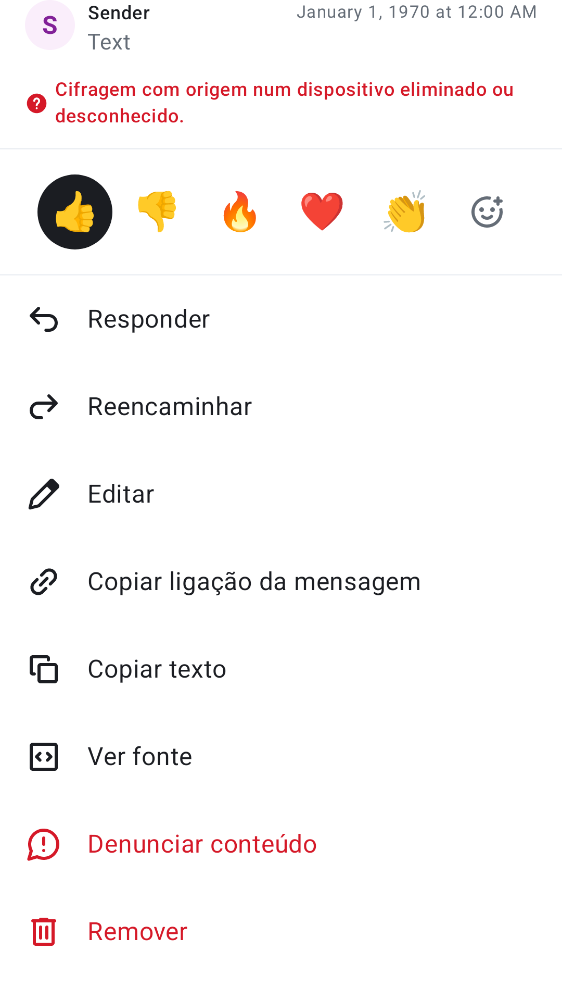 S
Sender
January 1, 1970 at 12:00 AM
Text
Cifragem com origem num dispositivo eliminado ou
desconhecido.
Responder
Reencaminhar
Editar
Copiar ligação da mensagem
Copiar texto
Ver fonte
Denunciar conteúdo
Remover